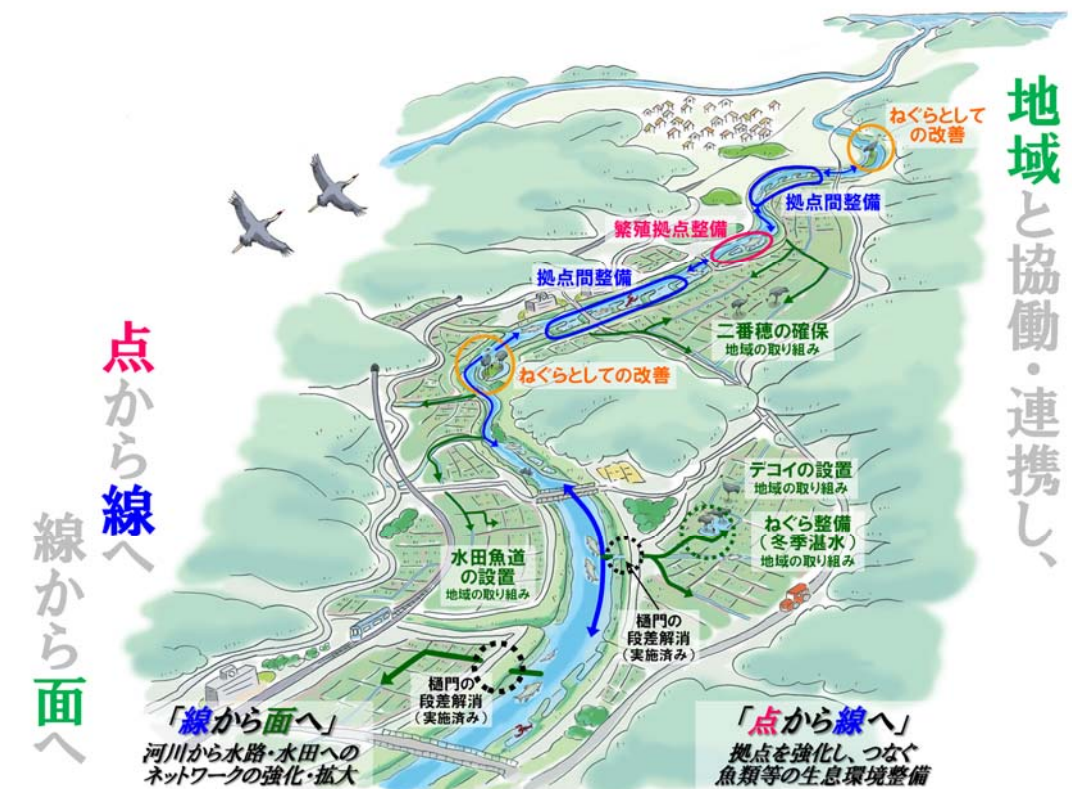 地域と協働・連携し、
点から線へ
線から面へ
ねぐらとして
の改善
拠点間整備
繁殖拠点整備
拠点間整備
二番穂の確保
地域の取り組み
ねぐらとしての改善
デコイの設置
地域の取り組み
ねぐら整備
(冬季湛水)
地域の取り組み
水田魚道
の設置
地域の取り組み
樋門の
段差解消
(実施済み)
樋門の
段差解消
(実施済み)
「線から面へ」
河川から水路・水田への
ネットワークの強化・拡大
「点から線へ」
拠点を強化し、つなぐ
魚類等の生息環境整備